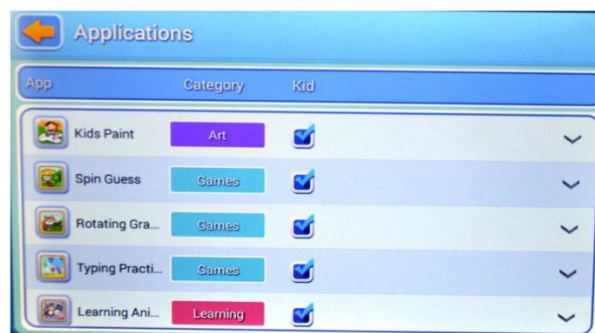 Applications
App Category Kid
Kids Paint Art
Spin Guess Games
Rotating Gra... Games
Typing Practi... Games
Learning Ani... Learning